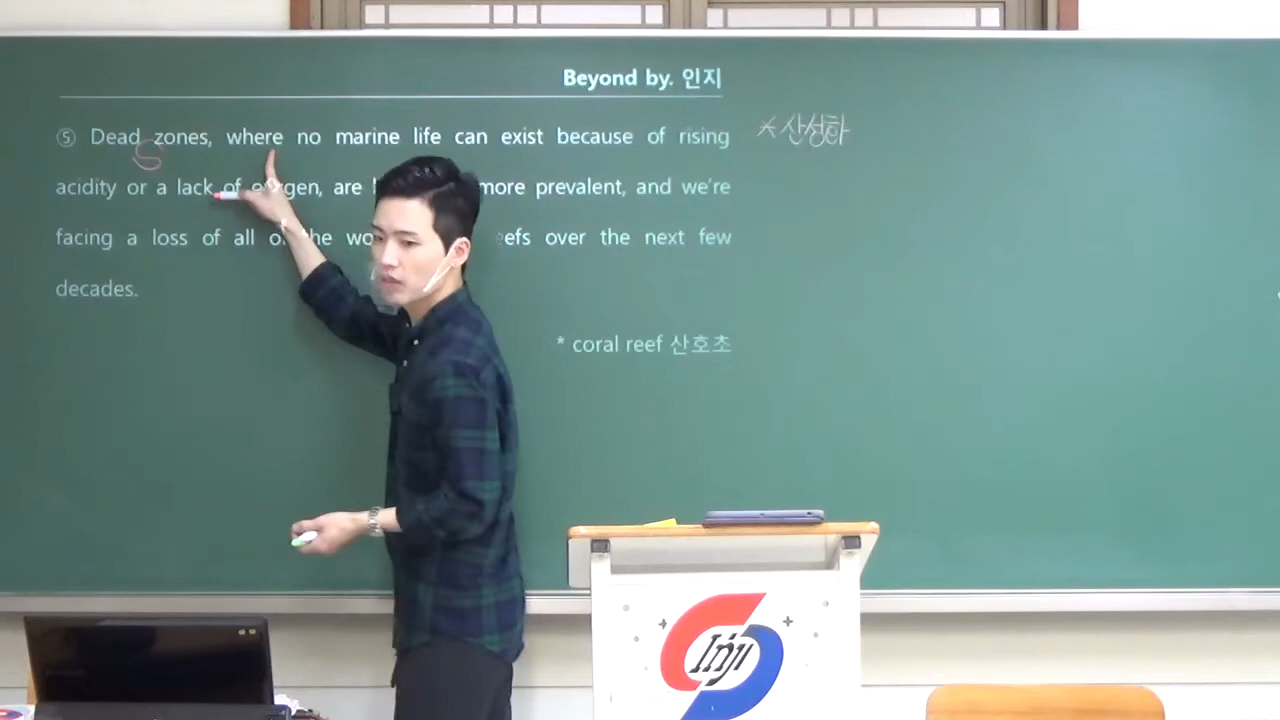 Beyond by. 인지
⑤ Dead zones, where no marine life can exist because of rising
S
* 산성화
acidity or a lack of are more prevalent, and we're
facing a loss of all over the next few
decades.
* coral reef 산호초
Inji